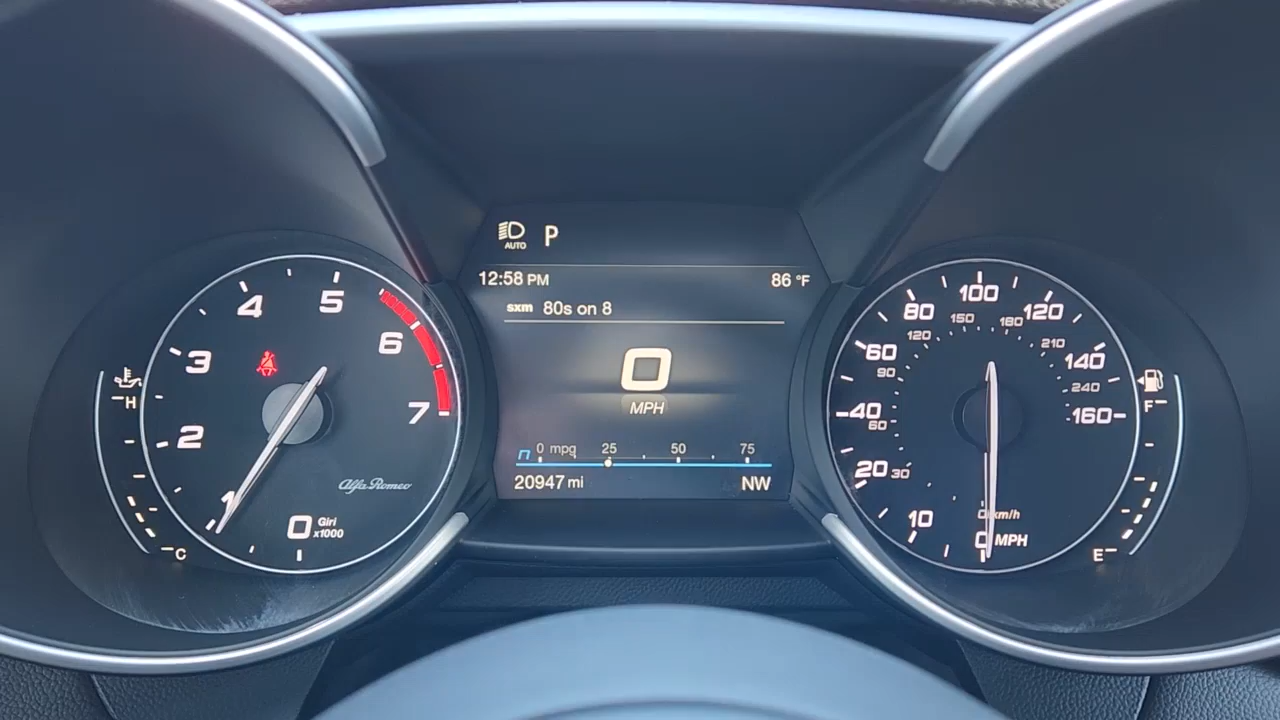 AUTO P
12:58 PM 86 °F
sxm 80s on 8
0
MPH
0 mpg 25 50 75
20947 mi NW
1
2
3
4
5
6
7
Alfa Romeo
0 Giri
x1000
H
C
0 km/h
0 MPH
10
20 30
40 60
60 90
80 120
100 150
120 180
140 210
160 240
F
E